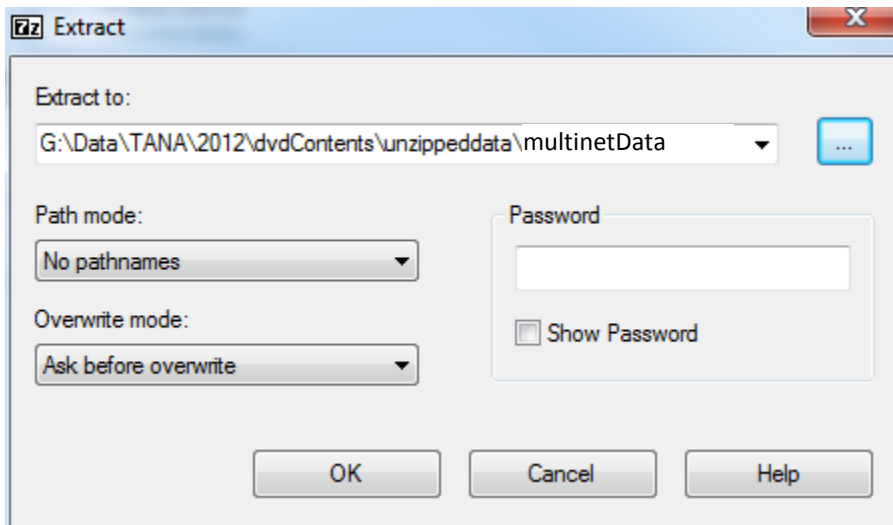 7z Extract
X
Extract to:
G:\Data\TANA\2012\dvdContents\unzippeddata\multinetData
...
Path mode:
No pathnames
Password
Overwrite mode:
Show Password
Ask before overwrite
OK Cancel Help